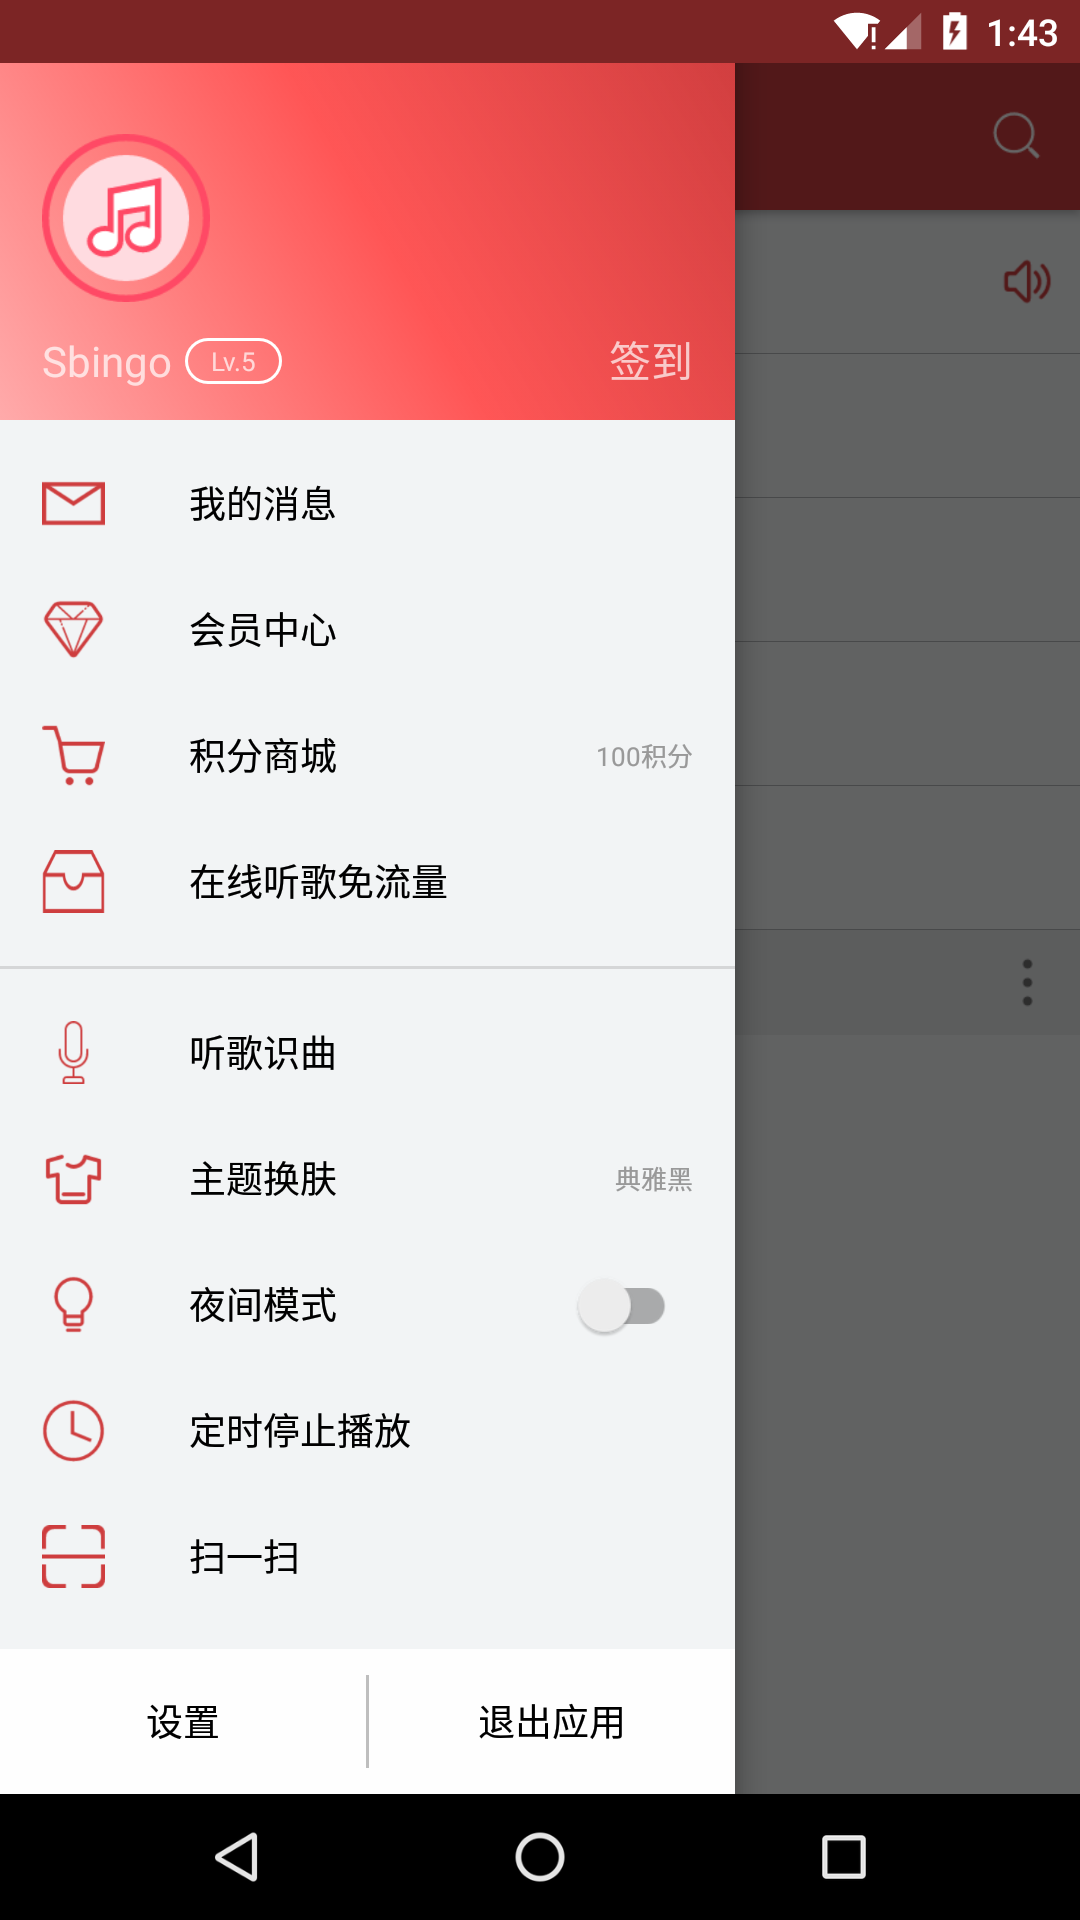 1:43
Sbingo Lv.5 签到
我的消息
会员中心
积分商城 100积分
在线听歌免流量
听歌识曲
主题换肤 典雅黑
夜间模式
定时停止播放
扫一扫
设置 退出应用